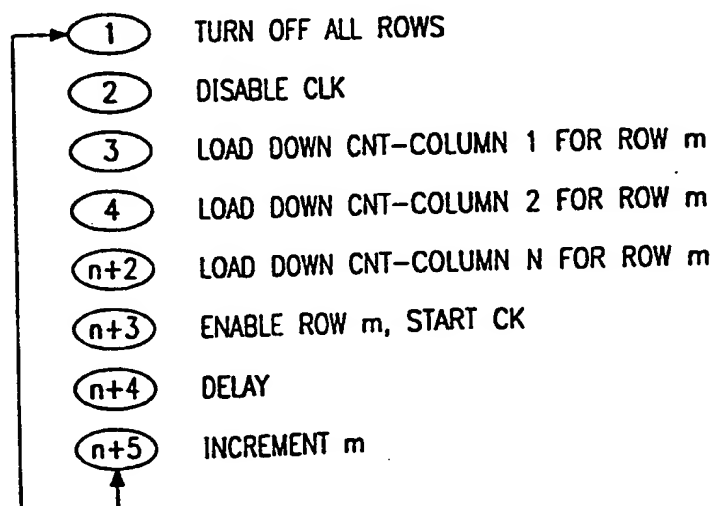 1 TURN OFF ALL ROWS
2 DISABLE CLK
3 LOAD DOWN CNT-COLUMN 1 FOR ROW m
4 LOAD DOWN CNT-COLUMN 2 FOR ROW m
n+2 LOAD DOWN CNT-COLUMN N FOR ROW m
n+3 ENABLE ROW m, START CK
n+4 DELAY
n+5 INCREMENT m